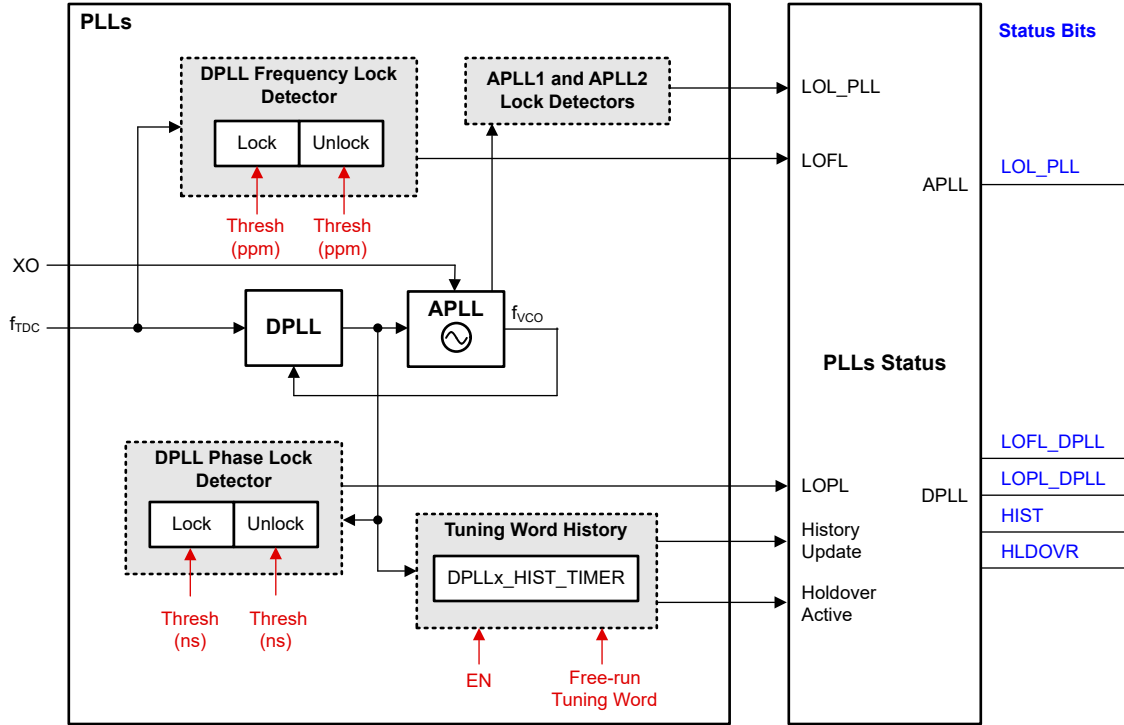 PLLs
DPLL Frequency Lock
Detector
Lock
Unlock
Thresh
(ppm)
Thresh
(ppm)
APLL1 and APLL2
Lock Detectors
XO
fTDC
DPLL
APLL
fVCO
DPLL Phase Lock
Detector
Lock
Unlock
Thresh
(ns)
Thresh
(ns)
Tuning Word History
DPLLx_HIST_TIMER
EN
Free-run
Tuning Word
LOL_PLL
LOFL
APLL
PLLs Status
LOPL
DPLL
History
Update
Holdover
Active
Status Bits
LOL_PLL
LOFL_DPLL
LOPL_DPLL
HIST
HLDOVR